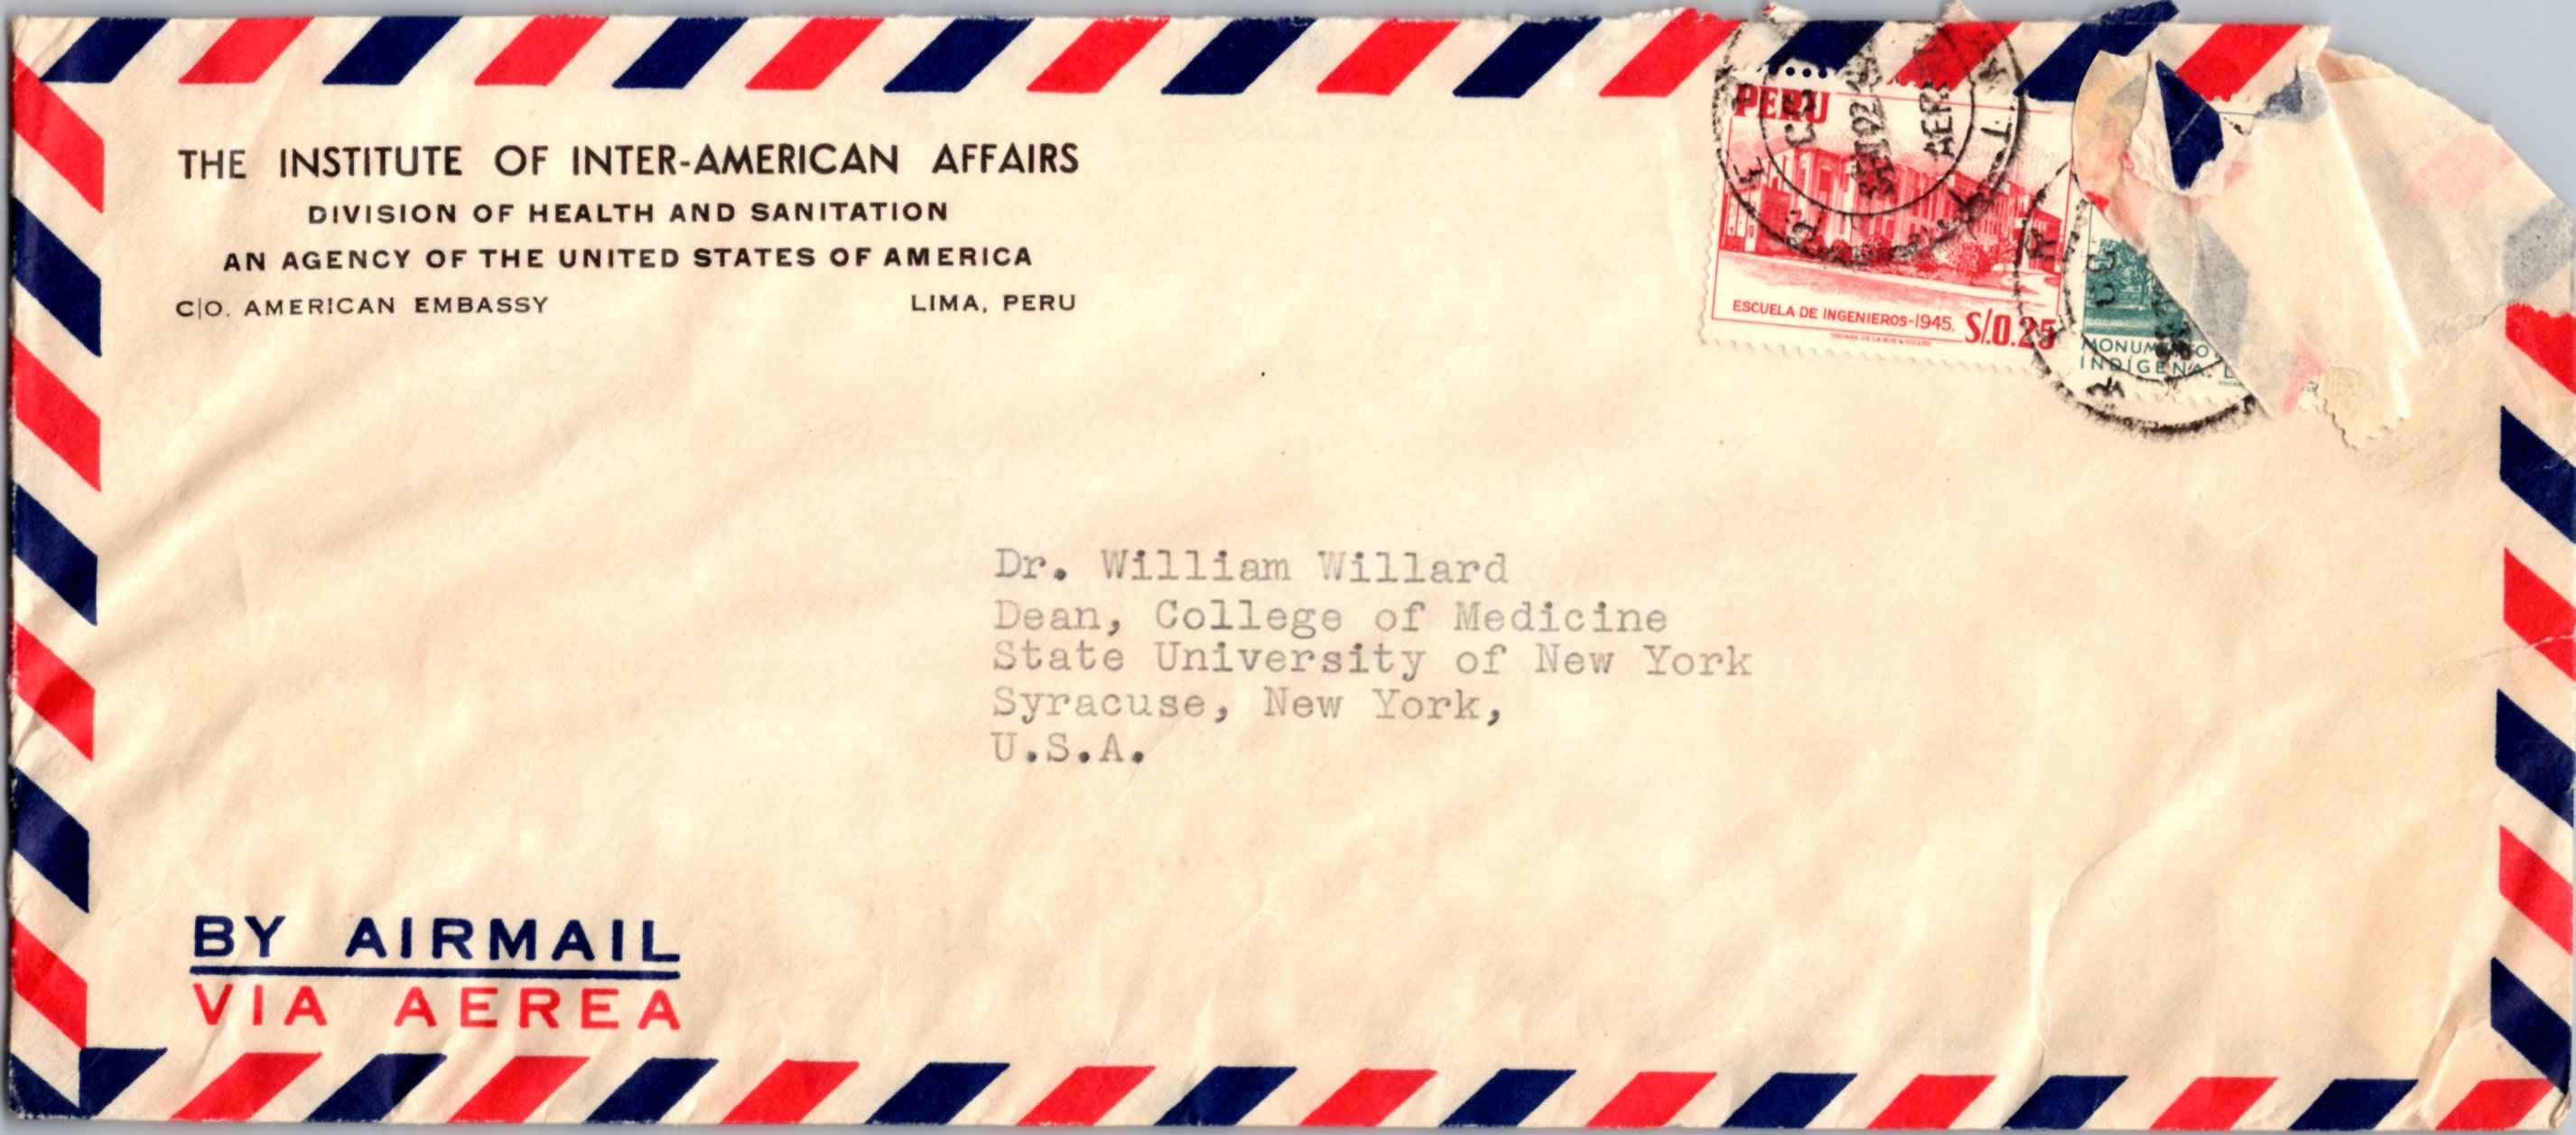 THE INSTITUTE OF INTER-AMERICAN AFFAIRS
DIVISION OF HEALTH AND SANITATION
AN AGENCY OF THE UNITED STATES OF AMERICA
C|O. AMERICAN EMBASSY LIMA, PERU
PERU
ESCUELA DE INGENIEROS-1945. S/.0.25
INDÍGENA.
Dr. William Willard
Dean, College of Medicine
State University of New York
Syracuse, New York,
U.S.A.
BY AIRMAIL
VIA AEREA